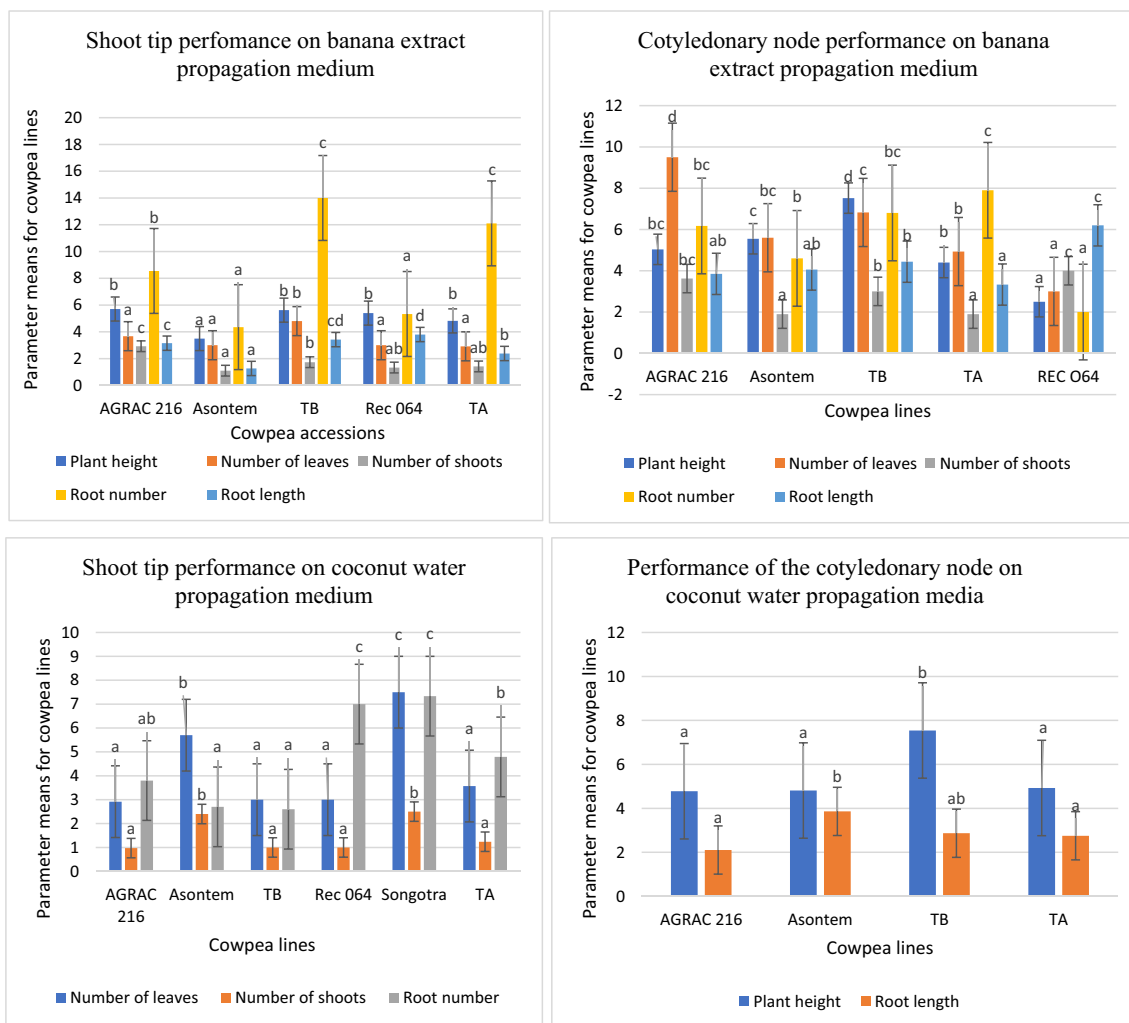 Shoot tip perfomance on banana extract
propagation medium
Parameter means for cowpea lines
20
18
16
14
12
10
8
6
4
2
0
b a c b c
a a a a a
b b b c cd
b a ab a d
b a ab c b
AGRAC 216 Asontem TB Rec 064 TA
Cowpea accessions
Plant height Number of leaves Number of shoots
Root number Root length
Cotyledonary node performance on banana
extract propagation medium
Parameter means for cowpea lines
12
10
8
6
4
2
0
-2
bc d bc bc ab
c bc a b ab
d c b bc b
b b a c a
a b c a c
AGRAC 216 Asontem TB TA REC O64
Cowpea lines
Plant height Number of leaves Number of shoots
Root number Root length
Shoot tip performance on coconut water
propagation medium
Parameter means for cowpea lines
10
9
8
7
6
5
4
3
2
1
0
a a ab
b b a
a a a
a a c
c b c
a a b
AGRAC
216
Asontem TB Rec 064 Songotra TA
Cowpea lines
Number of leaves Number of shoots Root number
Performance of the cotyledonary node on
coconut water propagation media
Parameter means for cowpea lines
12
10
8
6
4
2
0
a a
a b
b ab
a a
AGRAC 216 Asontem TB TA
Cowpea lines
Plant height Root length